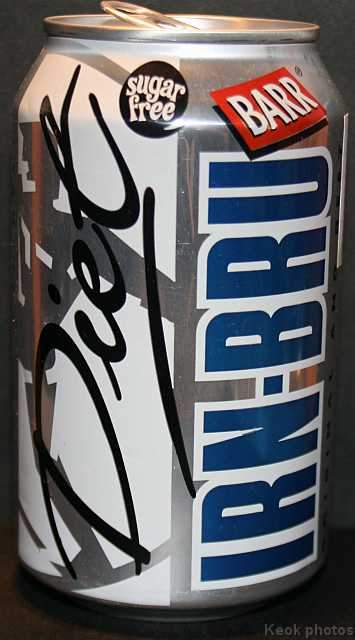 sugar
free
BARR®
Diet
IRN-BRU
Keok photos